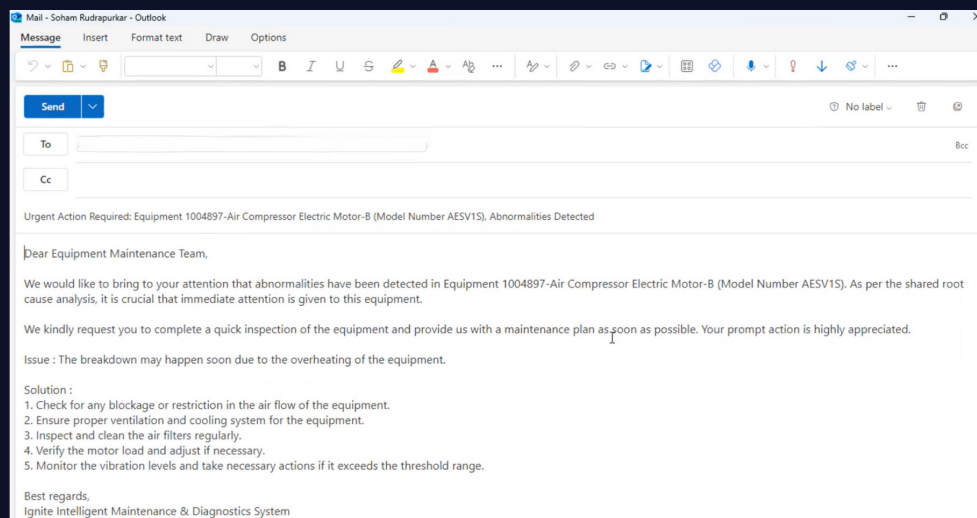 Mail - Soham Rudrapurkar - Outlook
Message Insert Format text Draw Options
B I U S A
Send
No label
To
Bcc
Cc
Urgent Action Required: Equipment 1004897-Air Compressor Electric Motor-B (Model Number AESV1S), Abnormalities Detected
Dear Equipment Maintenance Team,
We would like to bring to your attention that abnormalities have been detected in Equipment 1004897-Air Compressor Electric Motor-B (Model Number AESV1S). As per the shared root
cause analysis, it is crucial that immediate attention is given to this equipment.
We kindly request you to complete a quick inspection of the equipment and provide us with a maintenance plan as soon as possible. Your prompt action is highly appreciated.
Issue : The breakdown may happen soon due to the overheating of the equipment.
Solution :
1. Check for any blockage or restriction in the air flow of the equipment.
2. Ensure proper ventilation and cooling system for the equipment.
3. Inspect and clean the air filters regularly.
4. Verify the motor load and adjust if necessary.
5. Monitor the vibration levels and take necessary actions if it exceeds the threshold range.
Best regards,
Ignite Intelligent Maintenance & Diagnostics System